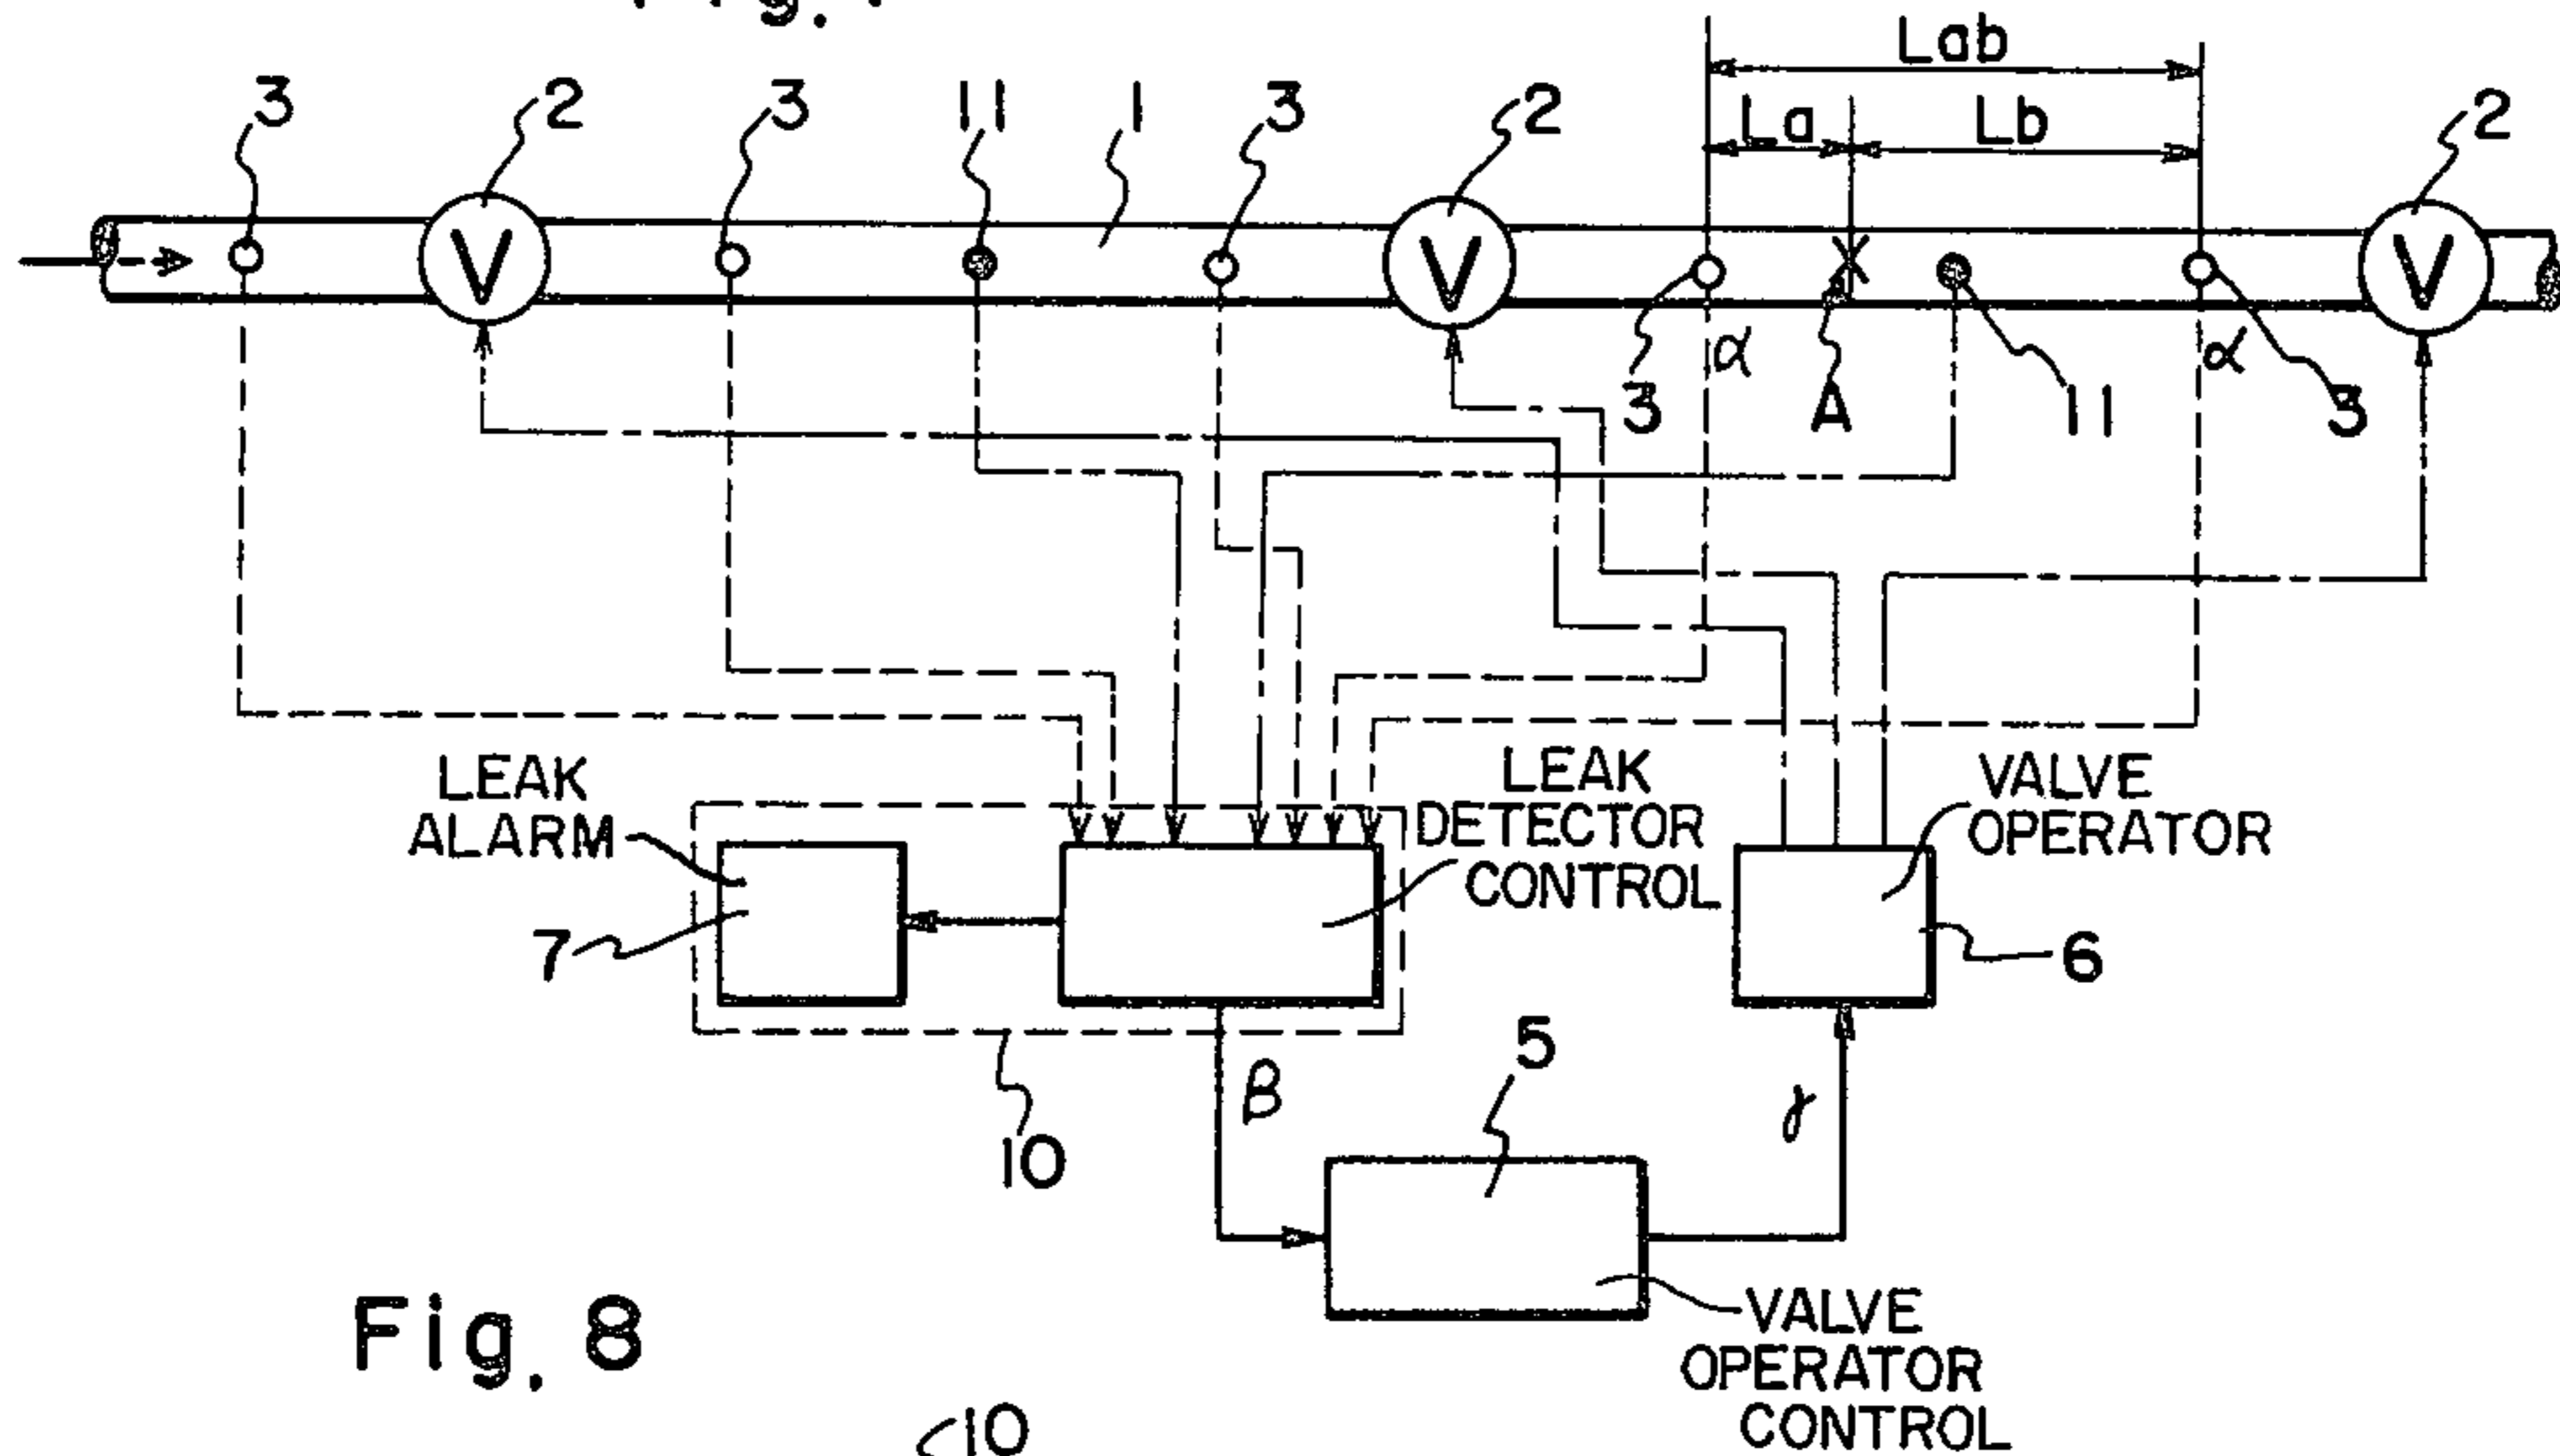 Lab
3 2 3 11 1 3 2 La Lb 2
V V V
3 α A 11 α 3
LEAK
ALARM
LEAK
DETECTOR
CONTROL
VALVE
OPERATOR
7
6
10
β
5
γ
VALVE
OPERATOR
CONTROL
Fig. 8
10